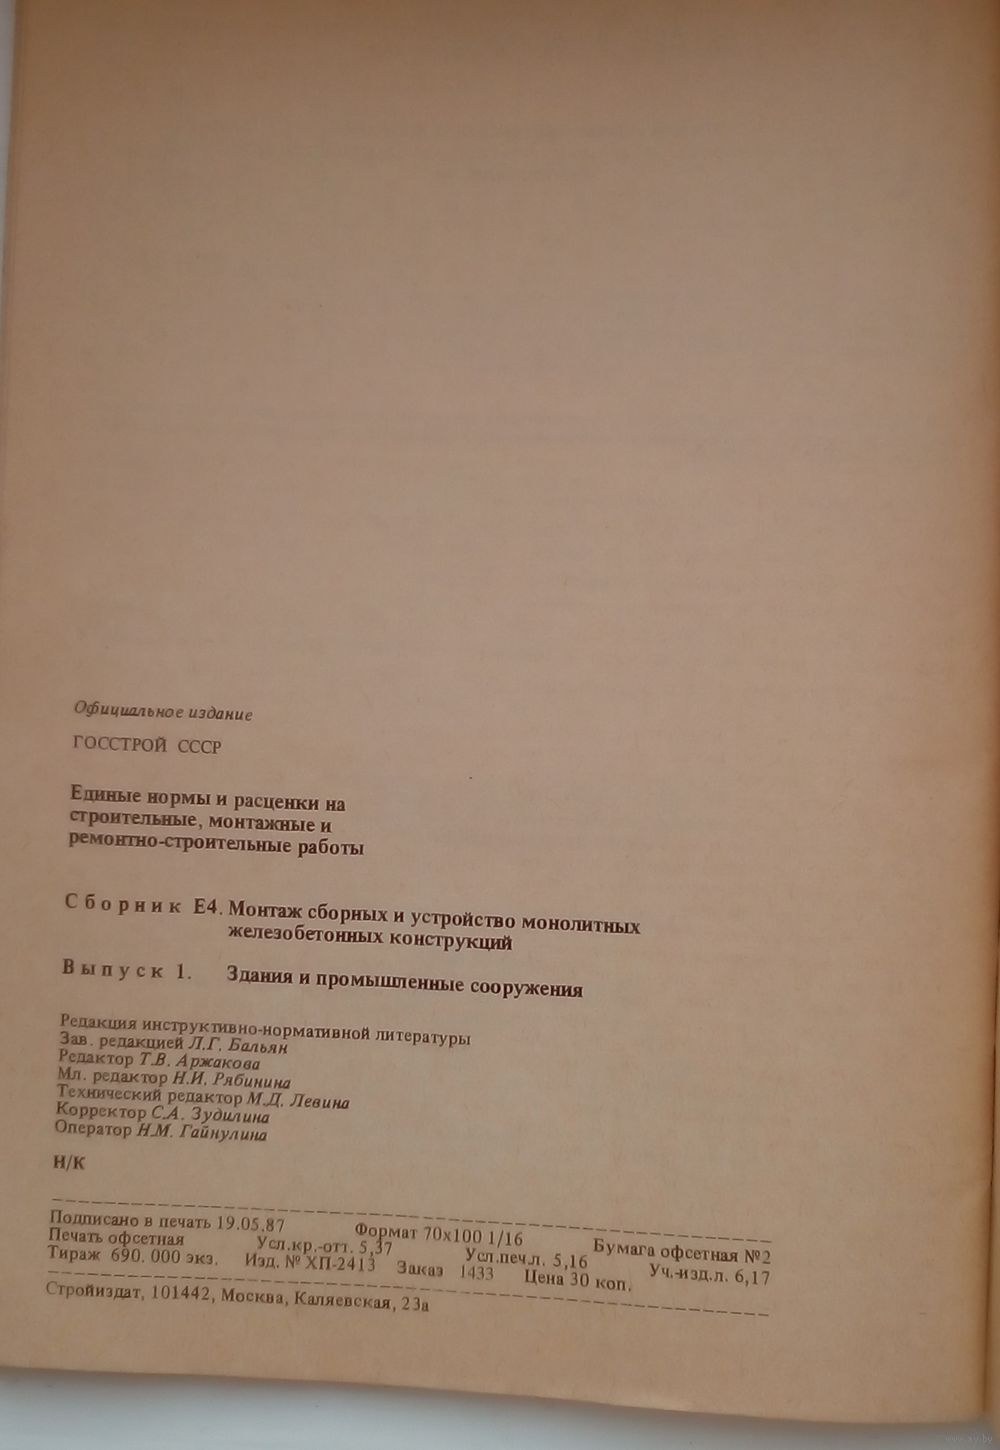 Официальное издание
ГОССТРОЙ СССР
Единые нормы и расценки на
строительные, монтажные и
ремонтно-строительные работы
Сборник Е4. Монтаж сборных и устройство монолитных
железобетонных конструкций
Выпуск 1. Здания и промышленные сооружения
Редакция инструктивно-нормативной литературы
Зав. редакцией Л.Г. Бальян
Редактор Т.В. Аржакова
Мл. редактор Н.И. Рябинина
Технический редактор М.Д. Левина
Корректор С.А. Зудилина
Оператор Н.М. Гайнулина
Н/К
Подписано в печать 19.05.87 Формат 70х100 1/16 Бумага офсетная №2
Печать офсетная Усл.кр.-отт. 5,37 Усл.печ.л. 5,16 Уч.-изд.л. 6,17
Тираж 690.000 экз. Изд. № ХП-2413 Заказ 1433 Цена 30 коп.
Стройиздат, 101442, Москва, Каляевская, 23а